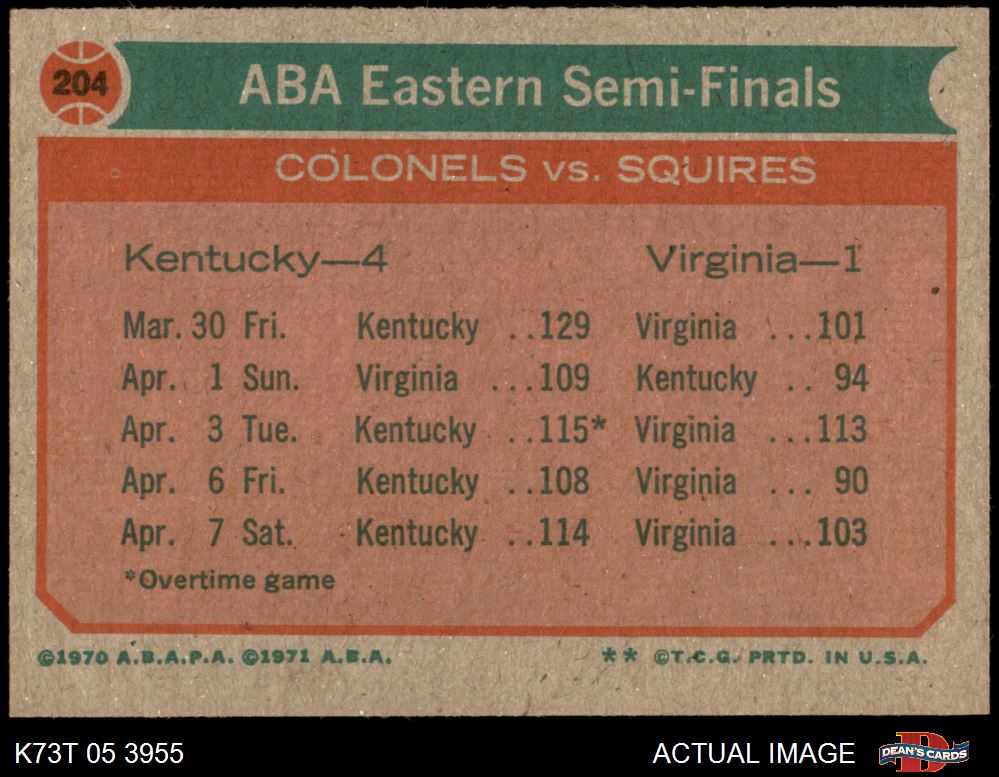 204
ABA Eastern Semi-Finals
COLONELS vs. SQUIRES
Kentucky—4 Virginia—1
Mar. 30 Fri. Kentucky ..129 Virginia ...101
Apr. 1 Sun. Virginia ...109 Kentucky .. 94
Apr. 3 Tue. Kentucky ..115* Virginia ...113
Apr. 6 Fri. Kentucky ..108 Virginia ... 90
Apr. 7 Sat. Kentucky ..114 Virginia ...103
*Overtime game
©1970 A.B.A.P.A. ©1971 A.B.A. ** ©T.C.G. PRTD. IN U.S.A.
K73T 05 3955 ACTUAL IMAGE DEAN'S CARDS